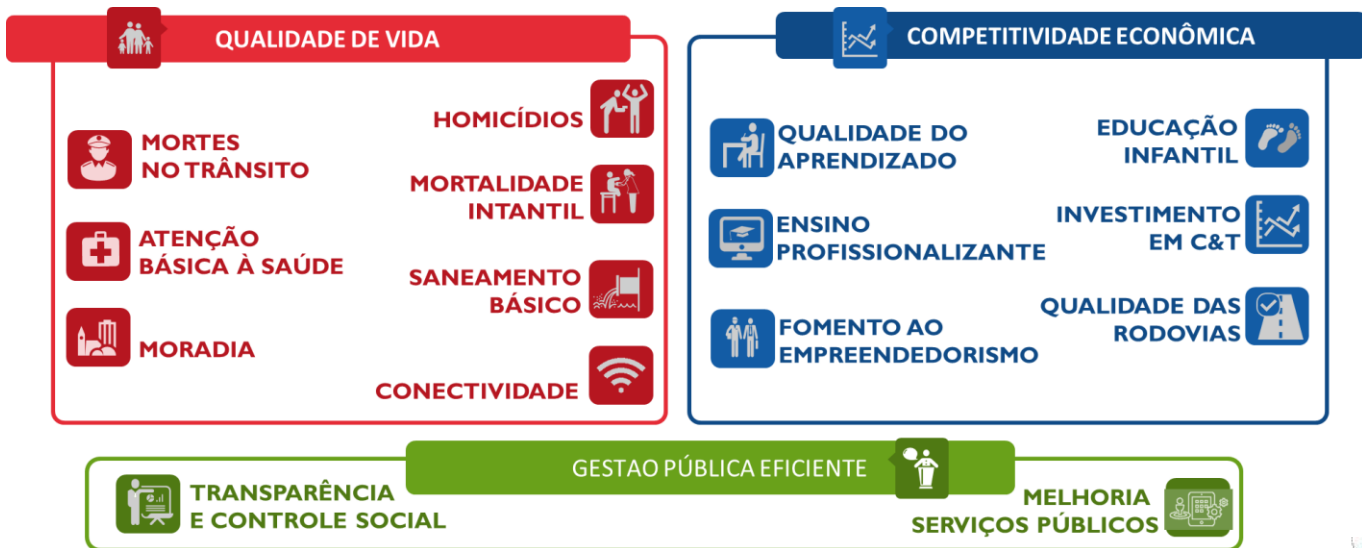 QUALIDADE DE VIDA
MORTES
NO TRÂNSITO
ATENÇÃO
BÁSICA À SAÚDE
MORADIA
HOMICÍDIOS
MORTALIDADE
INTANTIL
SANEAMENTO
BÁSICO
CONECTIVIDADE
COMPETITIVIDADE ECONÔMICA
QUALIDADE DO
APRENDIZADO
ENSINO
PROFISSIONALIZANTE
FOMENTO AO
EMPREENDEDORISMO
EDUCAÇÃO
INFANTIL
INVESTIMENTO
EM C&T
QUALIDADE DAS
RODOVIAS
GESTAO PÚBLICA EFICIENTE
TRANSPARÊNCIA
E CONTROLE SOCIAL
MELHORIA
SERVIÇOS PÚBLICOS